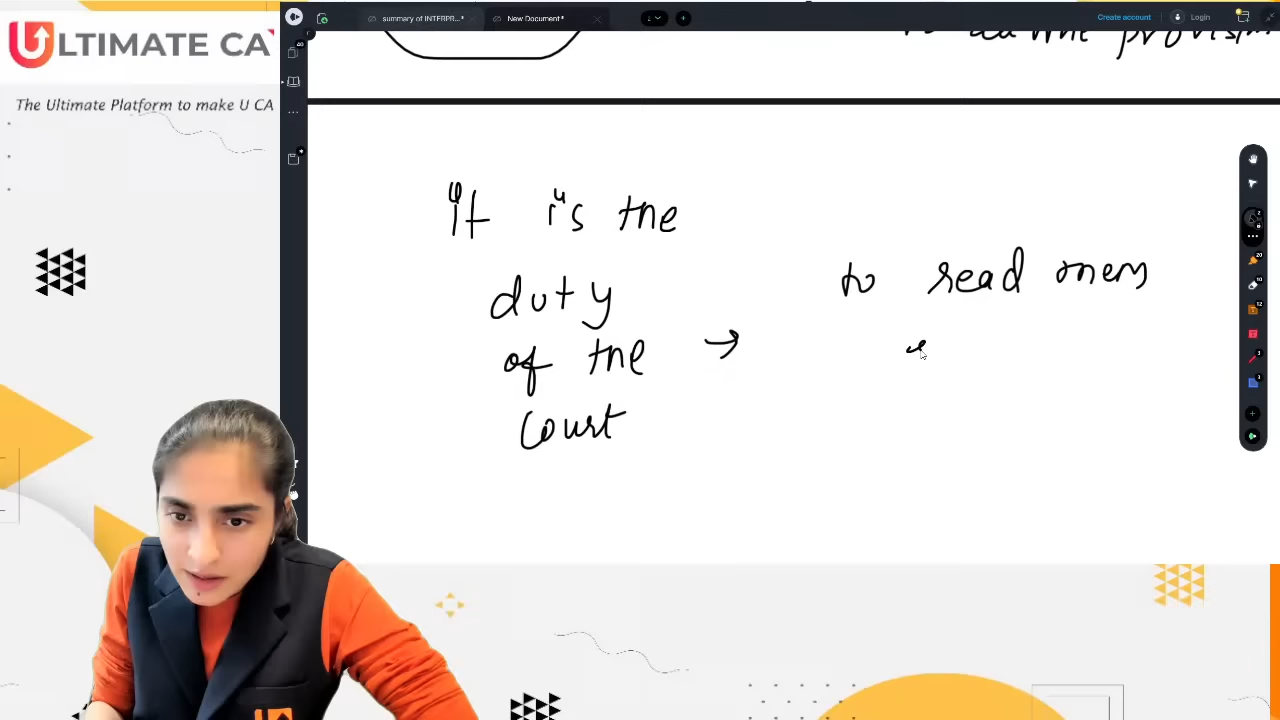 ULTIMATE CA
The Ultimate Platform to make U CA
summary of INTERPR...*
New Document*
Create account
Login
It is the
duty
of the
court
→
to read them